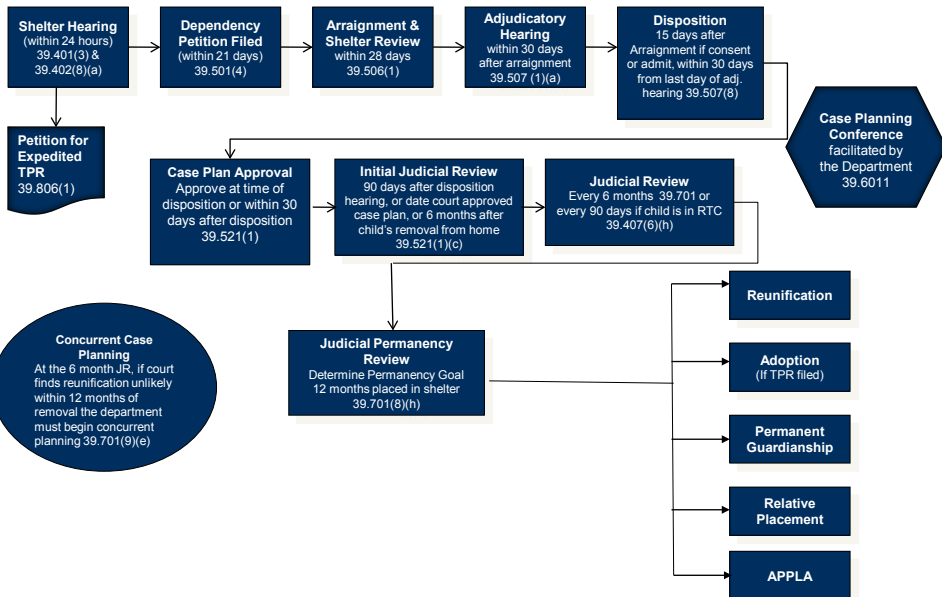 Shelter Hearing
(within 24 hours)
39.401(3) &
39.402(8)(a)
Dependency
Petition Filed
(within 21 days)
39.501(4)
Arraignment &
Shelter Review
within 28 days
39.506(1)
Adjudicatory
Hearing
within 30 days
after arraignment
39.507 (1)(a)
Disposition
15 days after
Arraignment if consent
or admit, within 30 days
from last day of adj.
hearing 39.507(8)
Petition for
Expedited
TPR
39.806(1)
Case Planning
Conference
facilitated by
the Department
39.6011
Case Plan Approval
Approve at time of
disposition or within 30
days after disposition
39.521(1)
Initial Judicial Review
90 days after disposition
hearing, or date court approved
case plan, or 6 months after
child's removal from home
39.521(1)(c)
Judicial Review
Every 6 months  39.701 or
every 90 days if child is in RTC
39.407(6)(h)
Concurrent Case
Planning
At the 6 month JR, if court
finds reunification unlikely
within 12 months of
removal the department
must begin concurrent
planning 39.701(9)(e)
Judicial Permanency
Review
Determine Permanency Goal
12 months placed in shelter
39.701(8)(h)
Reunification
Adoption
(If TPR filed)
Permanent
Guardianship
Relative
Placement
APPLA